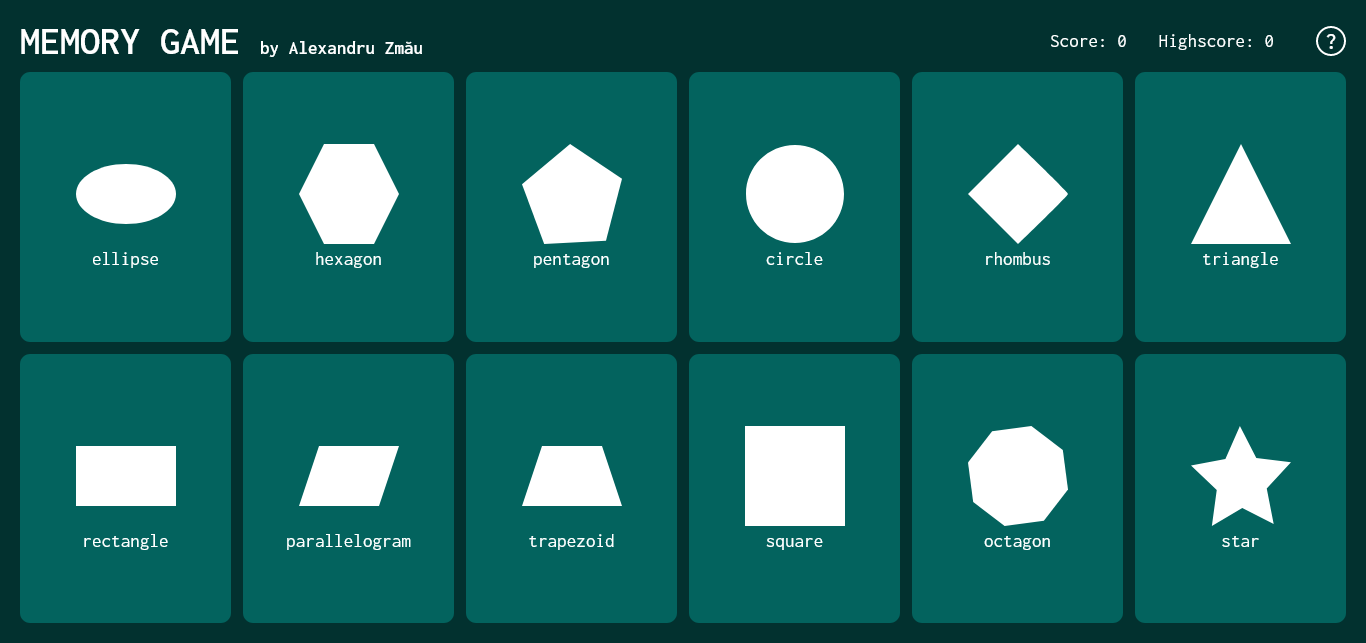 MEMORY GAME by Alexandru Zmău Score: 0 Highscore: 0 ?
ellipse hexagon pentagon circle rhombus triangle
rectangle parallelogram trapezoid square octagon star